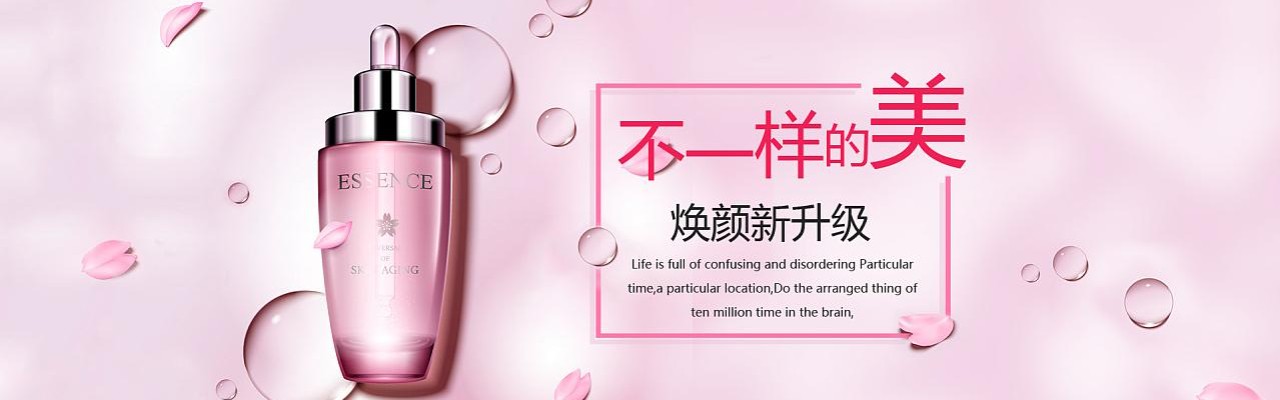 ESSENCE
SK
AGING
不一样的美
焕颜新升级
Life is full of confusing and disordering Particular
time,a particular location,Do the arranged thing of
ten million time in the brain,